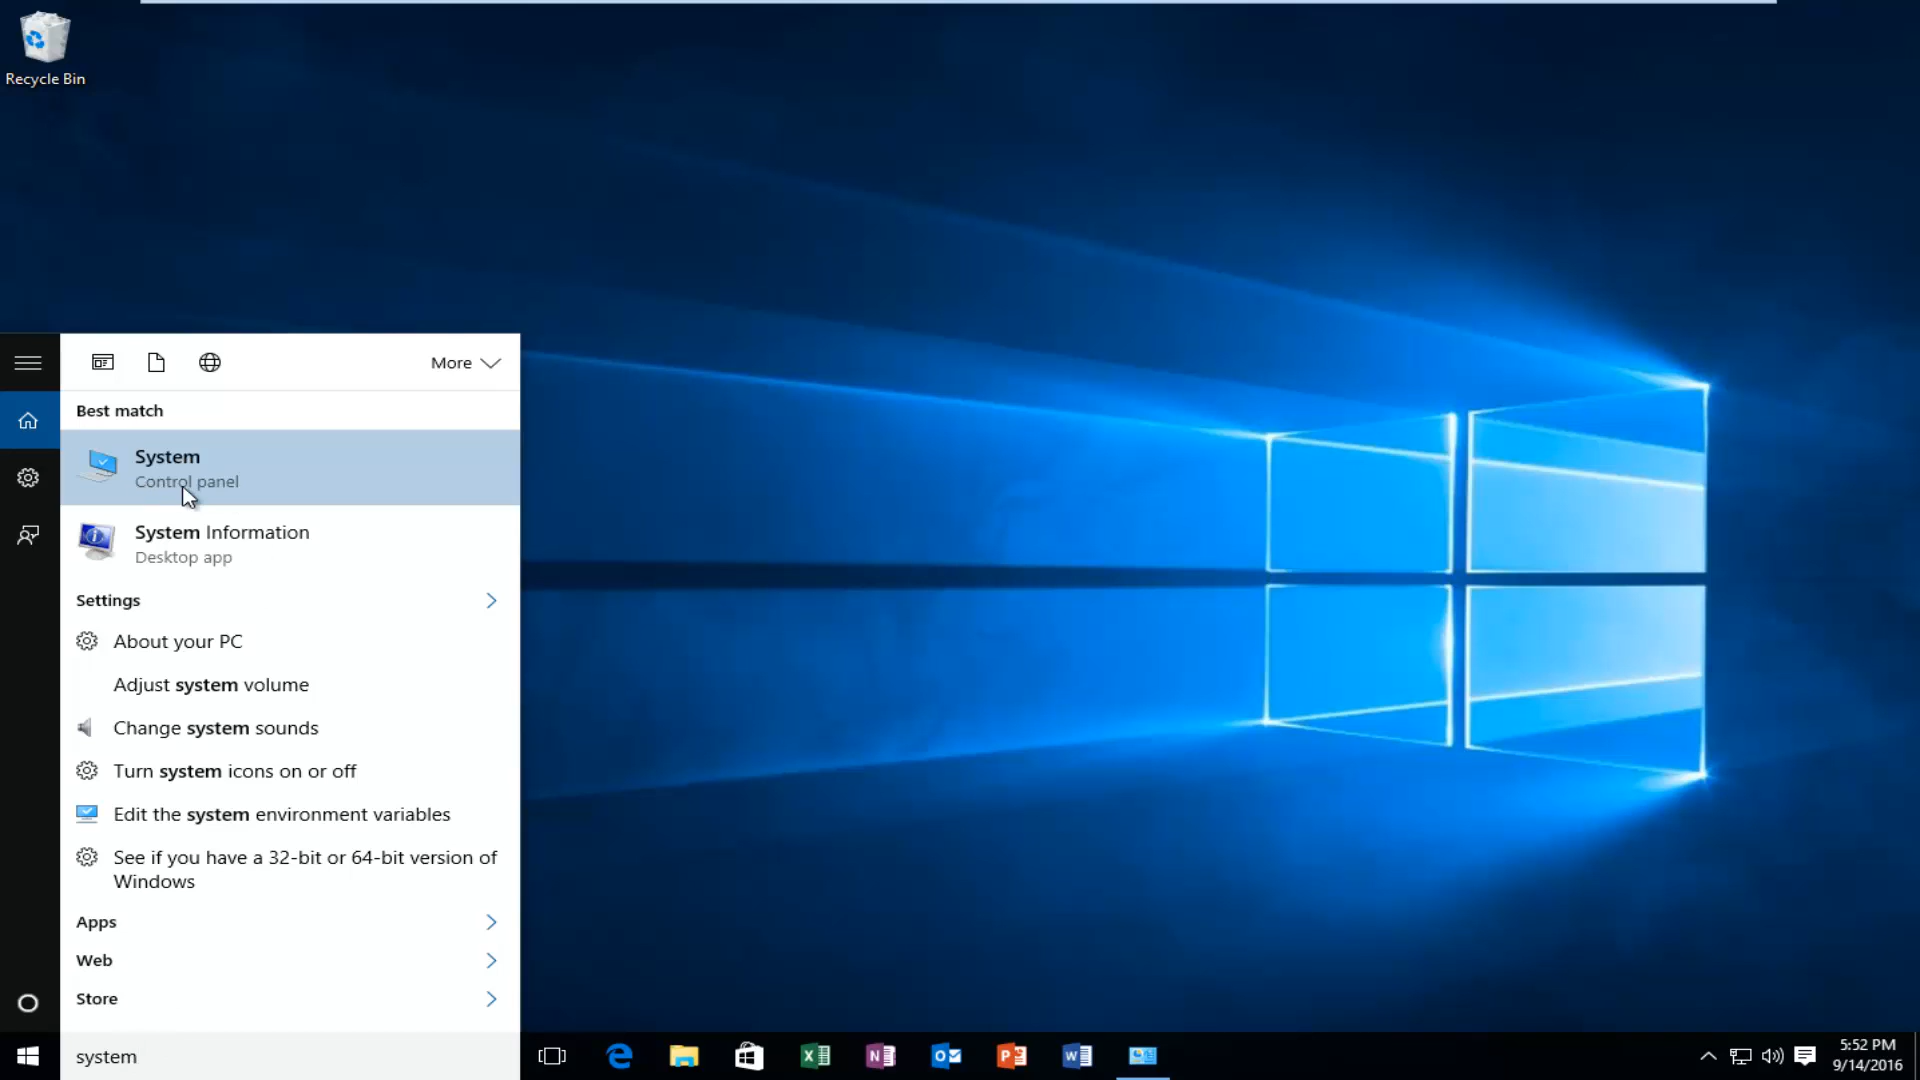 Recycle Bin
More
Best match
System
Control panel
System Information
Desktop app
Settings
About your PC
Adjust system volume
Change system sounds
Turn system icons on or off
Edit the system environment variables
See if you have a 32-bit or 64-bit version of
Windows
Apps
Web
Store
system
5:52 PM
9/14/2016